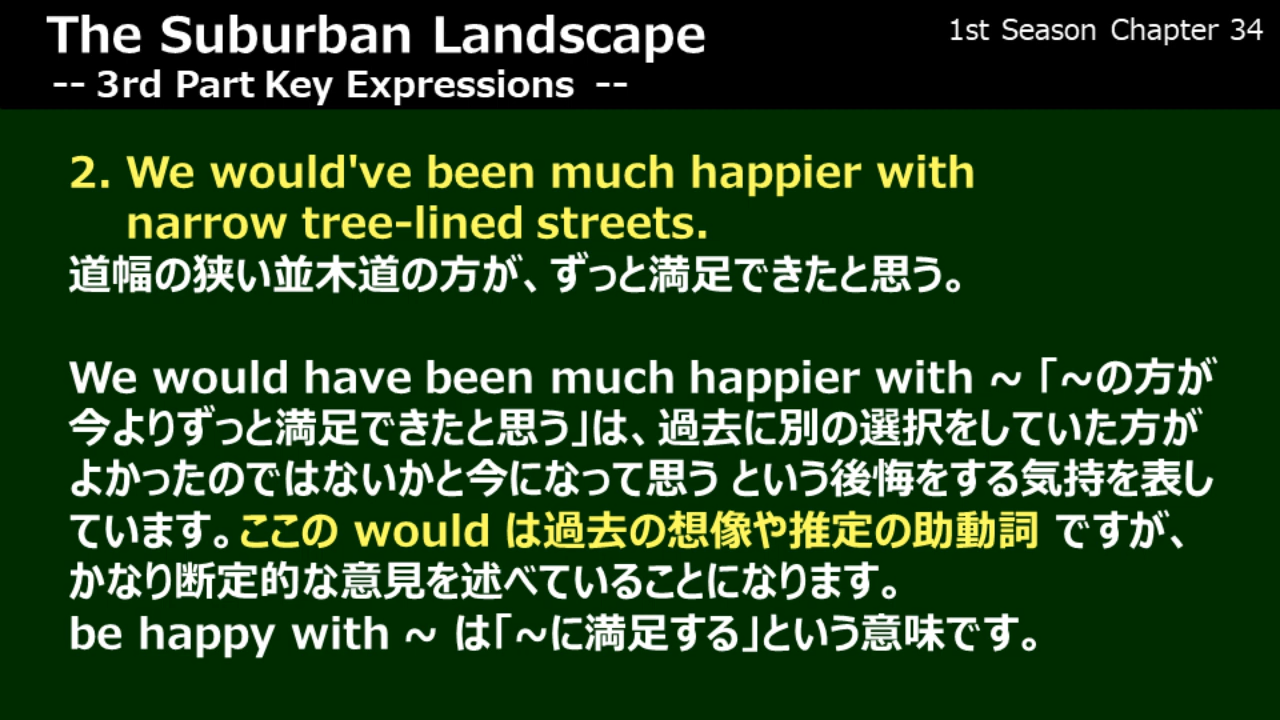 The Suburban Landscape
1st Season Chapter 34
-- 3rd Part Key Expressions --
2. We would've been much happier with
narrow tree-lined streets.
道幅の狭い並木道の方が、ずっと満足できたと思う。
We would have been much happier with ~「~の方が
今よりずっと満足できたと思う」は、過去に別の選択をしていた方が
よかったのではないかと今になって思う という後悔をする気持を表し
ています。ここの would は過去の想像や推定の助動詞 ですが、
かなり断定的な意見を述べていることになります。
be happy with ~ は「~に満足する」という意味です。